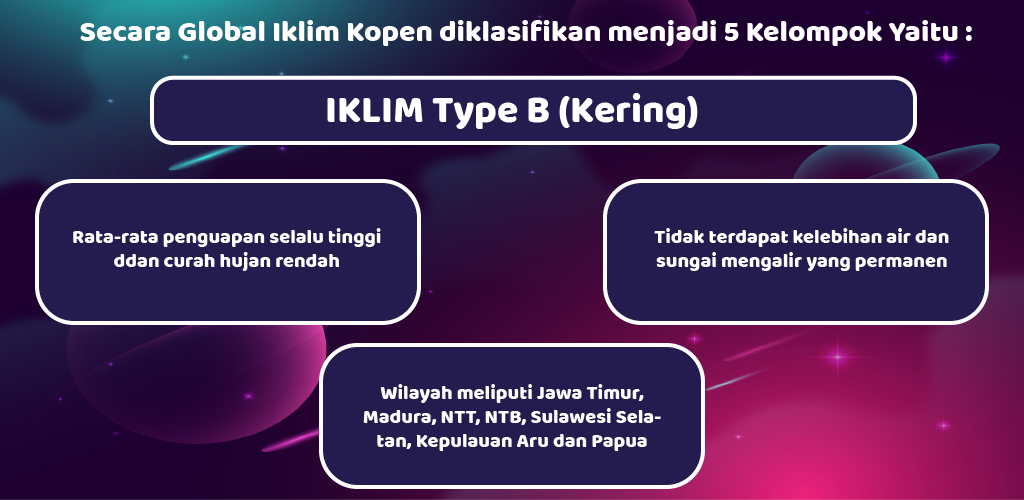 Secara Global Iklim Kopen diklasifikan menjadi 5 Kelompok Yaitu :
IKLIM Type B (Kering)
Rata-rata penguapan selalu tinggi
ddan curah hujan rendah
Tidak terdapat kelebihan air dan
sungai mengalir yang permanen
Wilayah meliputi Jawa Timur,
Madura, NTT, NTB, Sulawesi Sela-
tan, Kepulauan Aru dan Papua